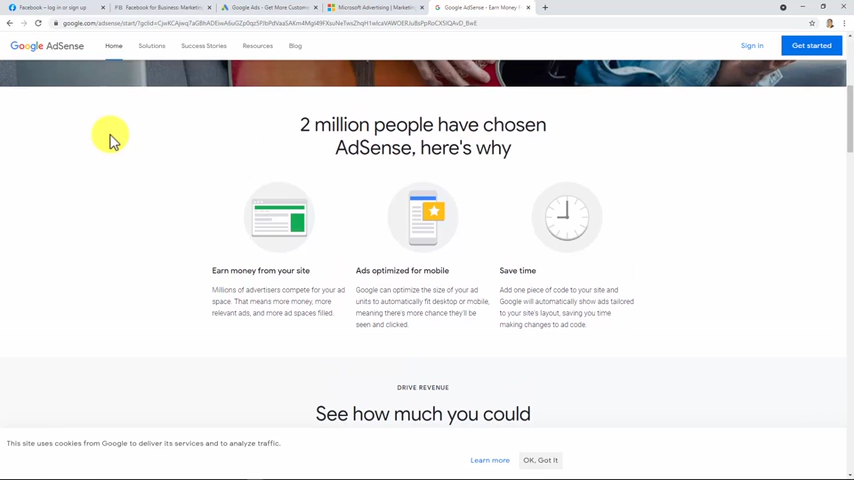 Facebook – log in or sign up
Facebook for Business: Marketing
Google Ads - Get More Custome
Microsoft Advertising | Marketin
Google AdSense - Earn Money
Google AdSense
Home
Solutions
Success Stories
Resources
Blog
Sign in
Get started
2 million people have chosen
AdSense, here's why
Earn money from your site
Millions of advertisers compete for your ad
space. That means more money, more
relevant ads, and more ad spaces filled.
Ads optimized for mobile
Google can optimize the size of your ad
units to automatically fit desktop or mobile,
meaning there's more chance they'll be
seen and clicked.
Save time
Add one piece of code to your site and
Google will automatically show ads tailored
to your site's layout, saving you time
making changes to ad code.
DRIVE REVENUE
See how much you could
This site uses cookies from Google to deliver its services and to analyze traffic.
Learn more
OK, Got It